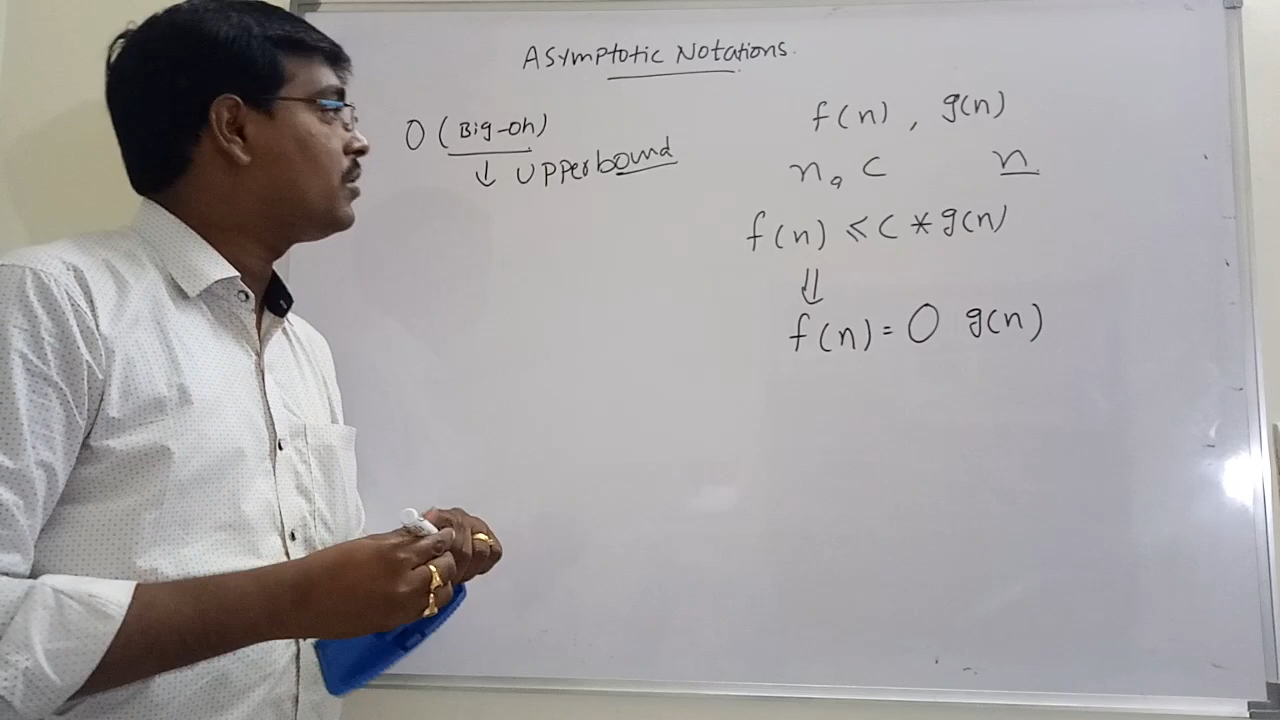 Asymptotic Notations.
O (Big-Oh)
↓ Upperbound
f(n), g(n)
n₀ c n
f(n) ≤ c * g(n)
⇓
f(n) = O g(n)